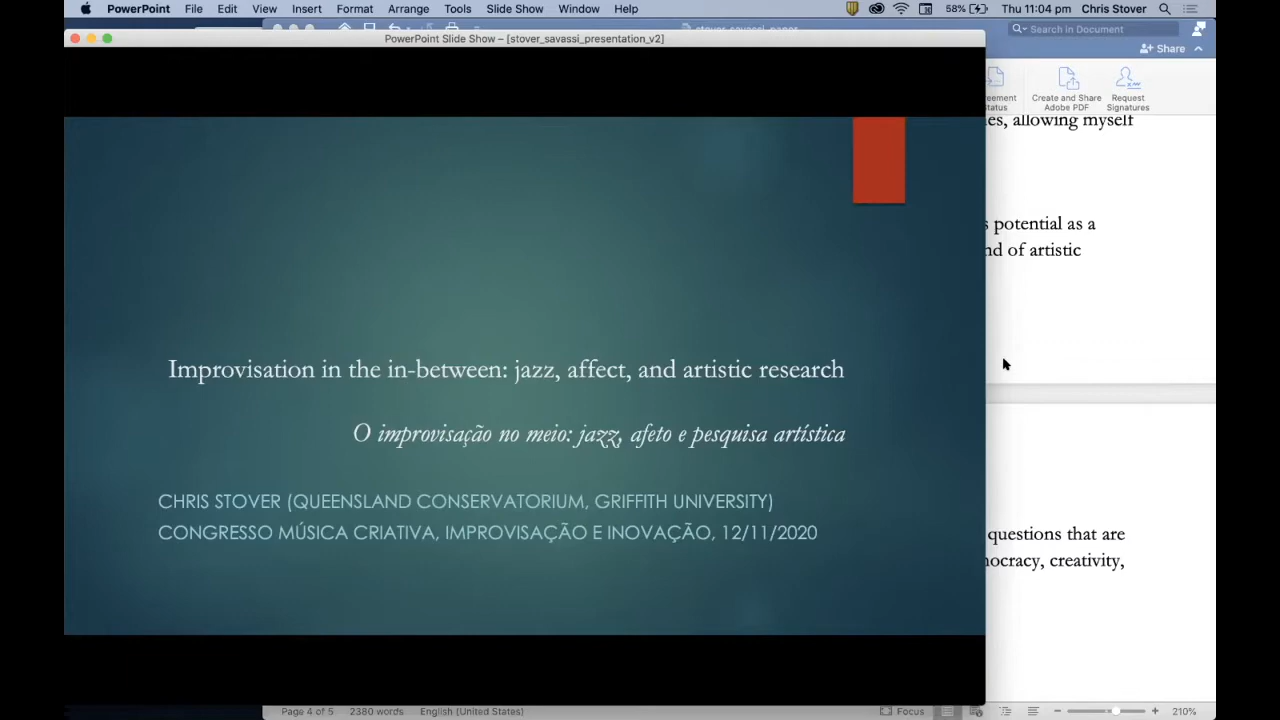 PowerPoint File Edit View Insert Format Arrange Tools Slide Show Window Help 58% Thu 11:04 pm Chris Stover
PowerPoint Slide Show – [stover_savassi_presentation_v2]
Search in Document
Share
Create and Share
Adobe PDF
Request
Signatures
es, allowing myself
s potential as a
nd of artistic
Improvisation in the in-between: jazz, affect, and artistic research
O improvisação no meio: jazz, afeto e pesquisa artística
CHRIS STOVER (QUEENSLAND CONSERVATORIUM, GRIFFITH UNIVERSITY)
CONGRESSO MÚSICA CRIATIVA, IMPROVISAÇÃO E INOVAÇÃO, 12/11/2020
questions that are
nocracy, creativity,
Page 4 of 5 2380 words English (United States) Focus 210%